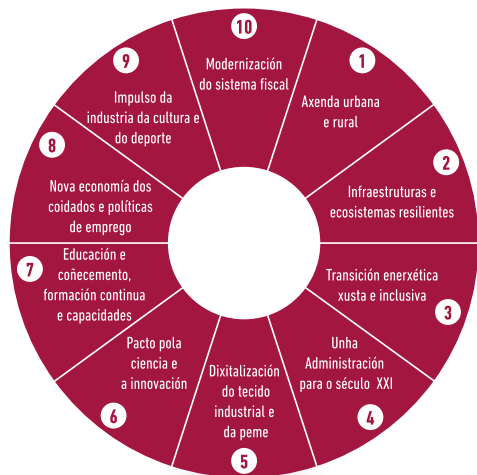 10
Modernización
do sistema fiscal
1
Axenda urbana
e rural
2
Infraestruturas e
ecosistemas resilientes
Transición enerxética
xusta e inclusiva
3
Unha
Administración
para o século XXI
4
Dixitalización
do tecido
industrial e
da peme
5
Pacto pola
ciencia e
a innovación
6
Educación e
coñecemento,
formación continua
e capacidades
7
8
Nova economía dos
coidados e políticas
de emprego
9
Impulso da
industria da cultura e
do deporte